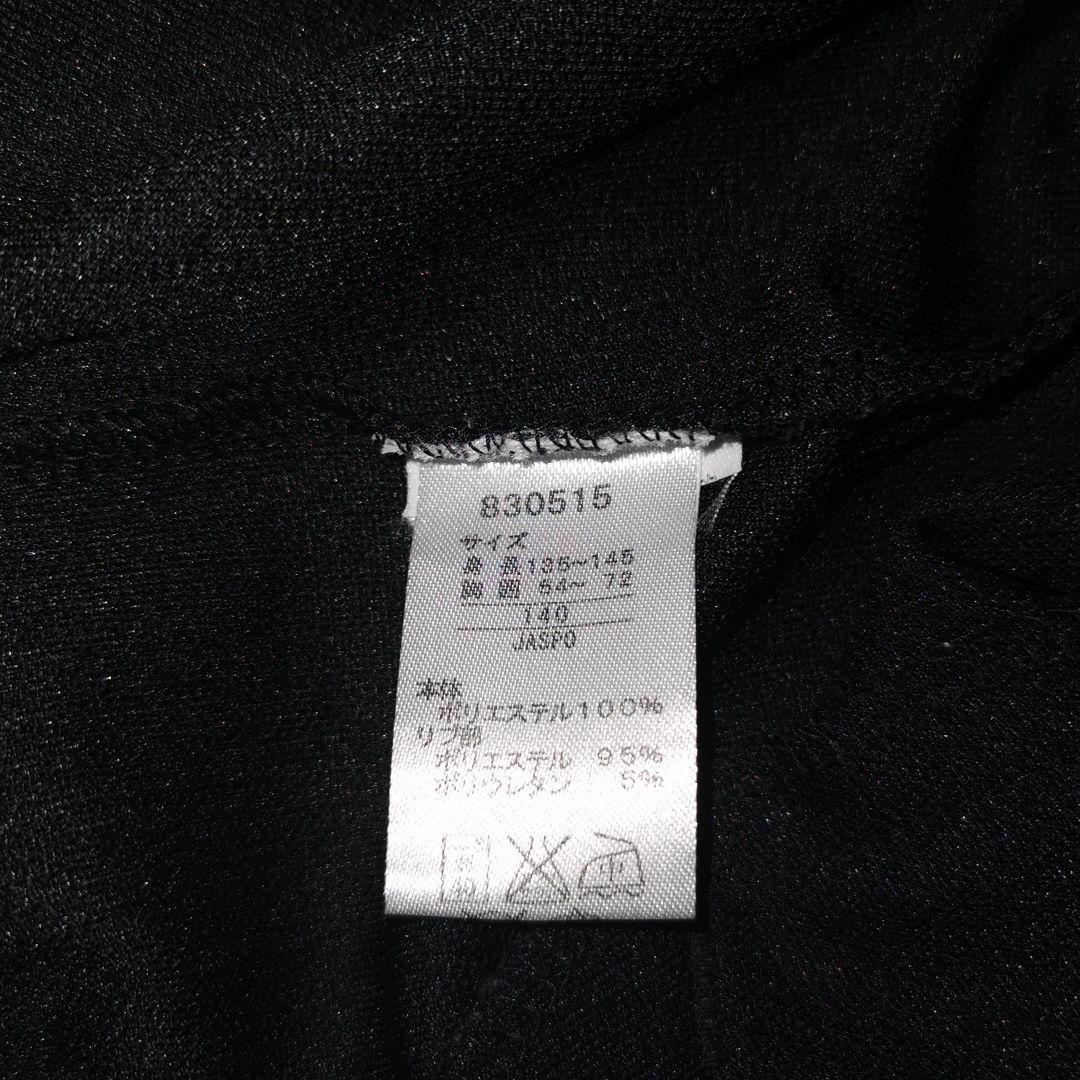 830515
サイズ
身長135~145
胸囲 64~ 72
140
JASPO
本体
ポリエステル100%
リブ部
ポリエステル 95%
ポリウレタン 5%